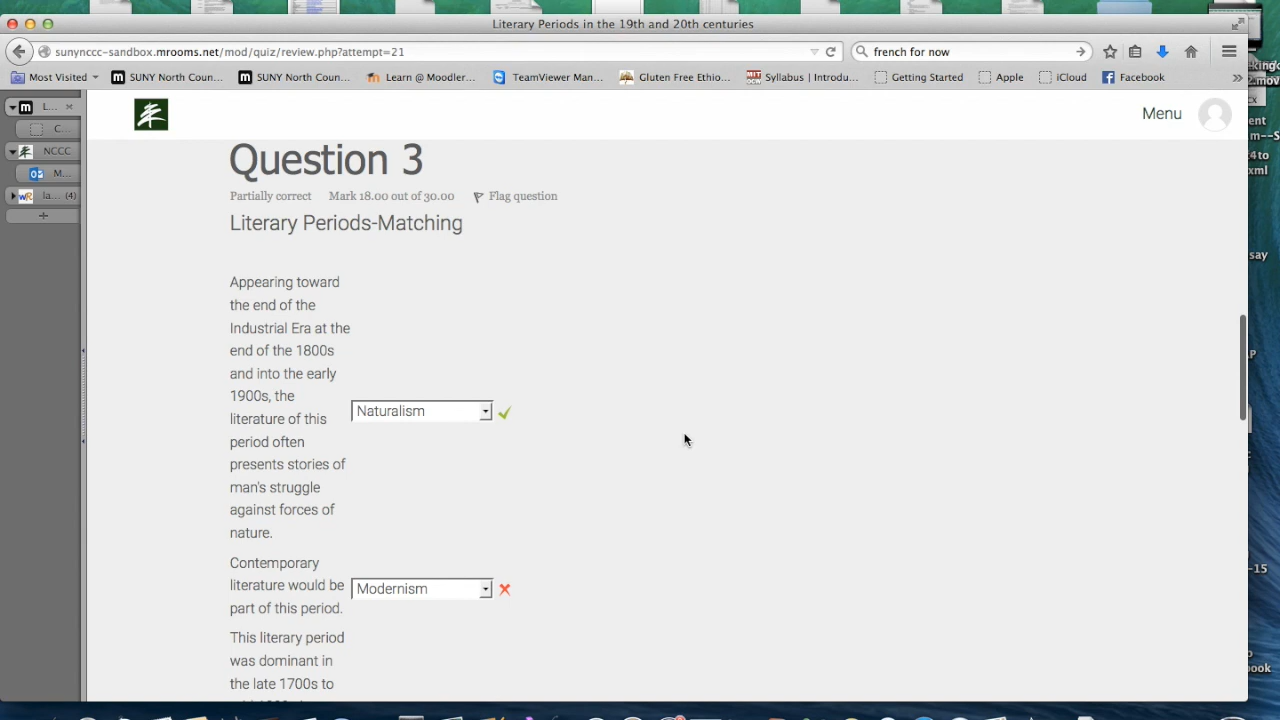 Literary Periods in the 19th and 20th centuries
sunynccc-sandbox.mrooms.net/mod/quiz/review.php?attempt=21
french for now
Most Visited
SUNY North Coun...
SUNY North Coun...
Learn @ Moodler...
TeamViewer Man...
Gluten Free Ethio...
Syllabus | Introdu...
Getting Started
Apple
iCloud
Facebook
L...
C...
NCCC
M...
la... (4)
Menu
Question 3
Partially correct
Mark 18.00 out of 30.00
Flag question
Literary Periods-Matching
Appearing toward
the end of the
Industrial Era at the
end of the 1800s
and into the early
1900s, the
literature of this
period often
presents stories of
man's struggle
against forces of
nature.
Naturalism
Contemporary
literature would be
part of this period.
Modernism
This literary period
was dominant in
the late 1700s to